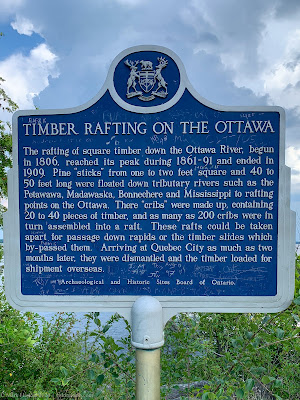 TIMBER RAFTING ON THE OTTAWA
The rafting of square timber down the Ottawa River, begun
in 1806, reached its peak during 1861-91 and ended in
1909. Pine "sticks" from one to two feet square and 40 to
50 feet long were floated down tributary rivers such as the
Petawawa, Madawaska, Bonnechere and Mississippi to rafting
points on the Ottawa. There "cribs" were made up, containing
20 to 40 pieces of timber, and as many as 200 cribs were in
turn assembled into a raft. These rafts could be taken
apart for passage down rapids or the timber slides which
by-passed them. Arriving at Quebec City as much as two
months later, they were dismantled and the timber loaded for
shipment overseas.
Archaeological and Historic Sites Board of Ontario.